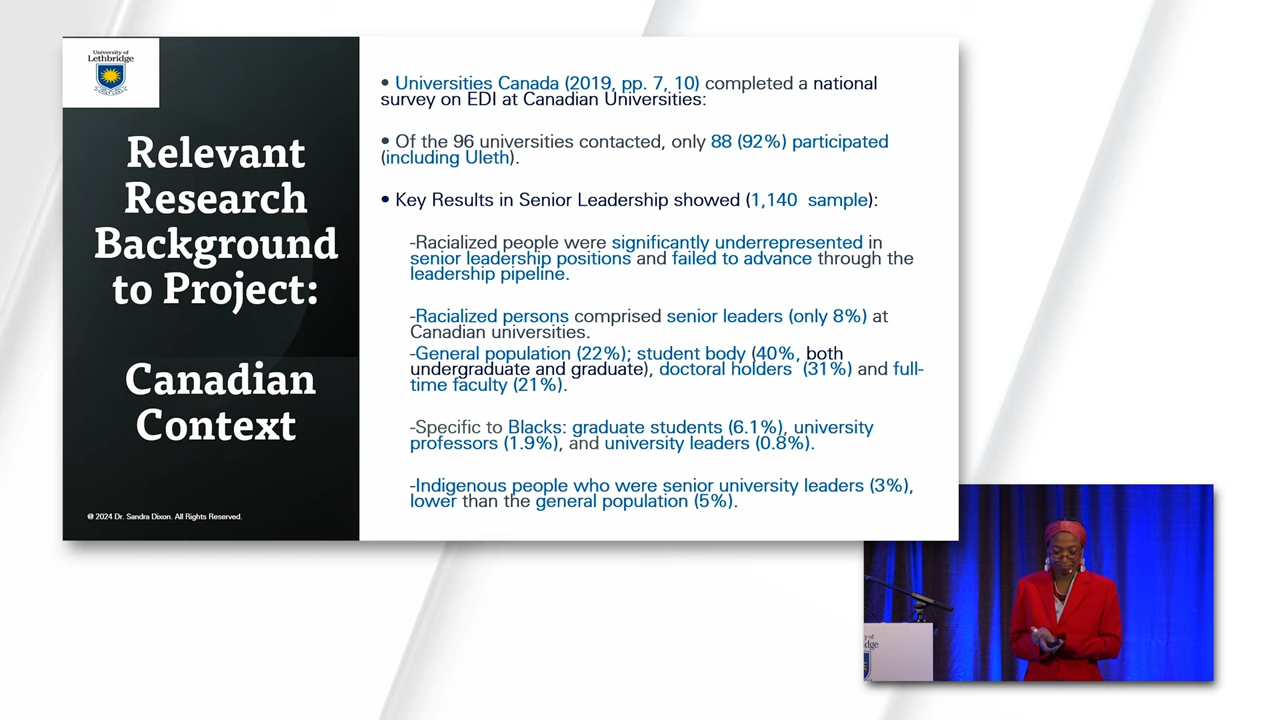 University of
Lethbridge
Relevant
Research
Background
to Project:
Canadian
Context
@ 2024 Dr. Sandra Dixon. All Rights Reserved.
• Universities Canada (2019, pp. 7, 10) completed a national
survey on EDI at Canadian Universities:
• Of the 96 universities contacted, only 88 (92%) participated
(including Uleth).
• Key Results in Senior Leadership showed (1,140 sample):
-Racialized people were significantly underrepresented in
senior leadership positions and failed to advance through the
leadership pipeline.
-Racialized persons comprised senior leaders (only 8%) at
Canadian universities.
-General population (22%); student body (40%, both
undergraduate and graduate), doctoral holders (31%) and full-
time faculty (21%).
-Specific to Blacks: graduate students (6.1%), university
professors (1.9%), and university leaders (0.8%).
-Indigenous people who were senior university leaders (3%),
lower than the general population (5%).